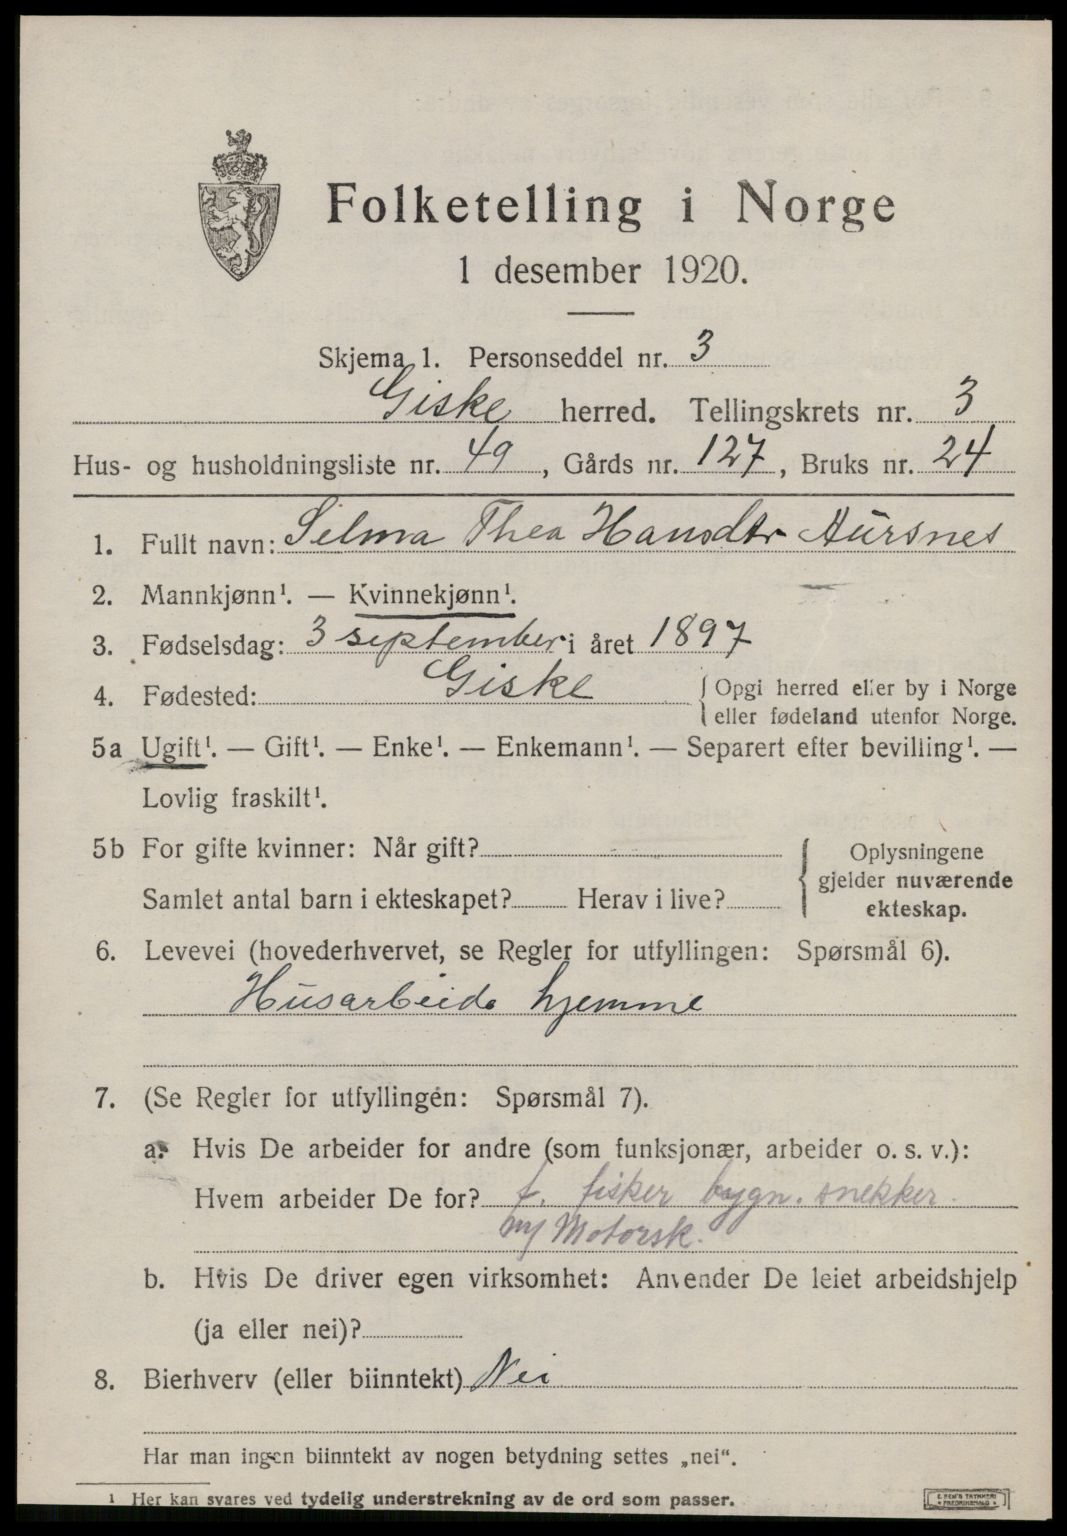 Folketelling i Norge
1 desember 1920.
Skjema 1. Personseddel nr. 3
Giske herred. Tellingskrets nr. 3
Hus- og husholdningsliste nr. 49, Gårds nr. 127, Bruks nr. 24
1. Fullt navn: Selma Thea Hansdtr Aursnes
2. Mannkjønn¹. — Kvinnekjønn¹.
3. Fødselsdag: 3 september i året 1897
4. Fødested: Giske { Opgi herred eller by i Norge
eller fødeland utenfor Norge.
5a Ugift¹. — Gift¹. — Enke¹. — Enkemann¹. — Separert efter bevilling¹. —
Lovlig fraskilt¹.
5b For gifte kvinner: Når gift? { Oplysningene
gjelder nuværende
Samlet antal barn i ekteskapet? Herav i live?
ekteskap.
6. Levevei (hovederhvervet, se Regler for utfyllingen: Spørsmål 6).
Husarbeide hjemme
7. (Se Regler for utfyllingen: Spørsmål 7).
a. Hvis De arbeider for andre (som funksjonær, arbeider o. s. v.):
Hvem arbeider De for? f. fisker bygn. snekker
m/ Motorsk.
b. Hvis De driver egen virksomhet: Anvender De leiet arbeidshjelp
(ja eller nei)?
8. Bierhverv (eller biinntekt) Nei
Har man ingen biinntekt av nogen betydning settes „nei“.
¹ Her kan svares ved tydelig understrekning av de ord som passer.